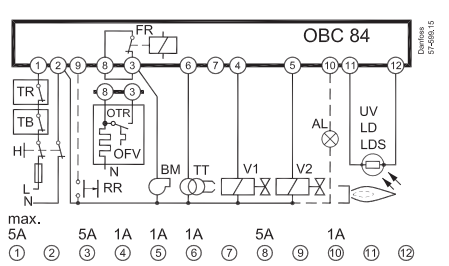 FR
OBC 84
Danfoss
57-599.15
1 2 9 8 3 6 7 4 5 10 11 12
TR
8 3
OTR
TB
OFV
N
UV
LD
LDS
AL
H
BM
TT
V1
V2
L
N
RR
max.
5A 5A 1A 1A 1A 5A 1A
1 2 3 4 5 6 7 8 9 10 11 12